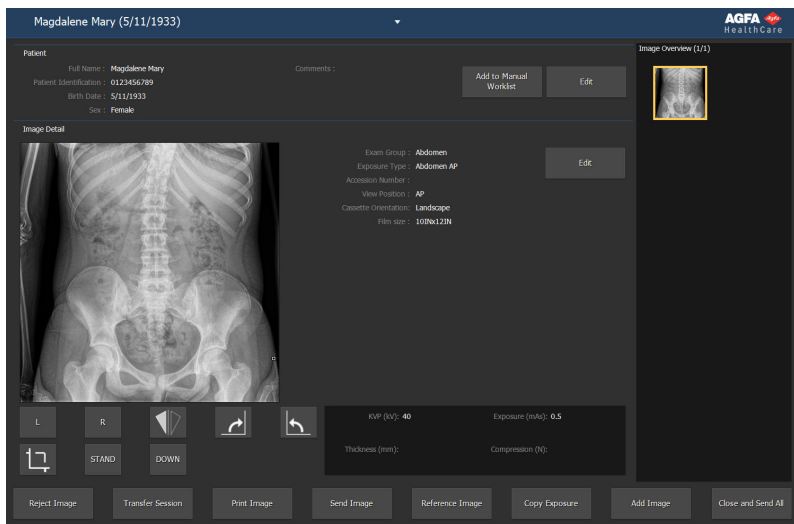 Magdalene Mary (5/11/1933)
AGFA
HealthCare
Patient
Full Name : Magdalene Mary
Patient Identification : 0123456789
Birth Date : 5/11/1933
Sex : Female
Comments :
Add to Manual
Worklist
Edit
Image Detail
Exam Group : Abdomen
Exposure Type : Abdomen AP
Accession Number :
View Position : AP
Cassette Orientation: Landscape
Film size : 10INx12IN
Edit
Image Overview (1/1)
L
R
STAND
DOWN
KVP (kV): 40
Exposure (mAs): 0.5
Thickness (mm):
Compression (N):
Reject Image
Transfer Session
Print Image
Send Image
Reference Image
Copy Exposure
Add Image
Close and Send All